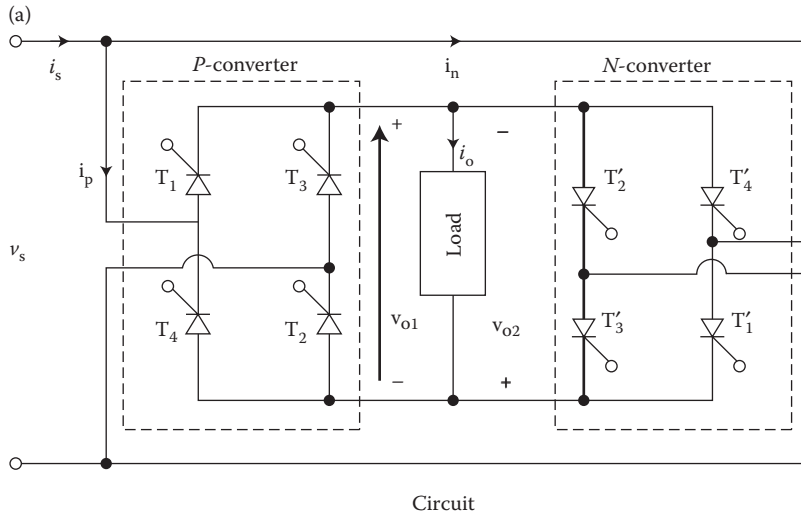 (a)
i_s
P-converter
i_n
N-converter
i_p
T_1
T_3
+
−
i_o
T′_2
T′_4
v_s
Load
T_4
T_2
v_o1
v_o2
T′_3
T′_1
−
+
Circuit